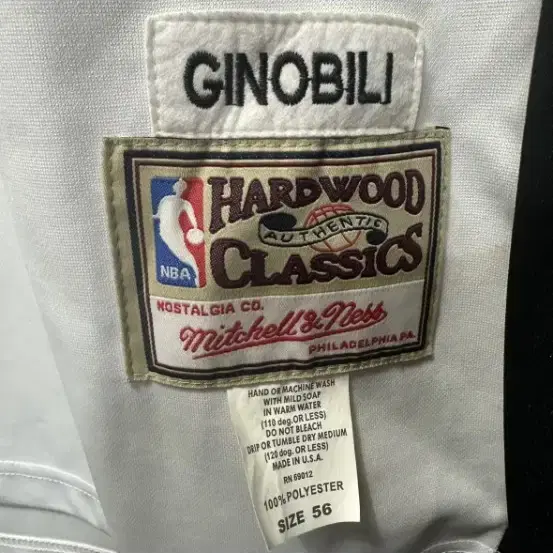 GINOBILI
HARDWOOD
AUTHENTIC
NBA
CLASSICS
NOSTALGIA CO.
Mitchell & Ness
PHILADELPHIA PA.
HAND OR MACHINE WASH
WITH MILD SOAP
IN WARM WATER
(110 deg. OR LESS)
DO NOT BLEACH
DRIP OR TUMBLE DRY MEDIUM
(120 dog. OR LESS)
MADE IN U.S.A.
RN 69012
100% POLYESTER
SIZE 56